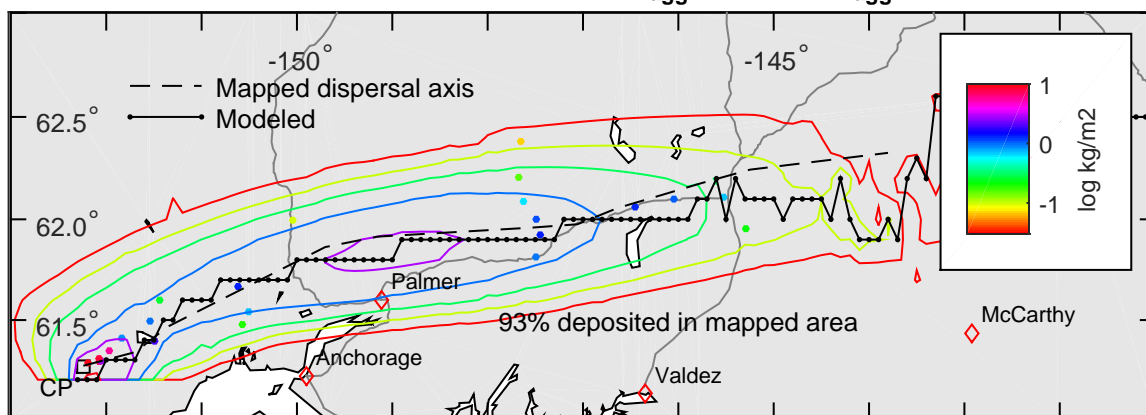 -150°
-145°
Mapped dispersal axis
Modeled
62.5°
62.0°
61.5°
Palmer
93% deposited in mapped area
McCarthy
Anchorage
Valdez
CP
1
0
-1
log kg/m2